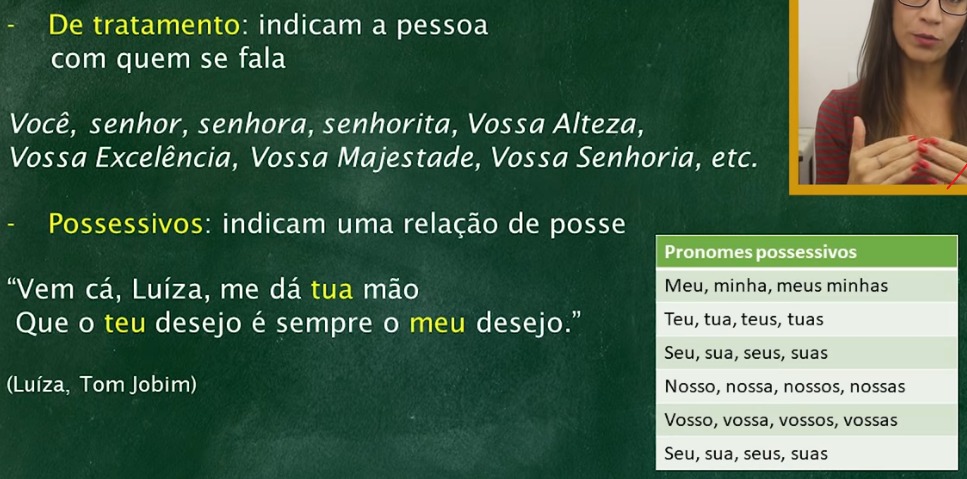 - De tratamento: indicam a pessoa
com quem se fala
Você, senhor, senhora, senhorita, Vossa Alteza,
Vossa Excelência, Vossa Majestade, Vossa Senhoria, etc.
- Possessivos: indicam uma relação de posse
“Vem cá, Luíza, me dá tua mão
Que o teu desejo é sempre o meu desejo.”
(Luíza, Tom Jobim)
Pronomes possessivos
Meu, minha, meus minhas
Teu, tua, teus, tuas
Seu, sua, seus, suas
Nosso, nossa, nossos, nossas
Vosso, vossa, vossos, vossas
Seu, sua, seus, suas